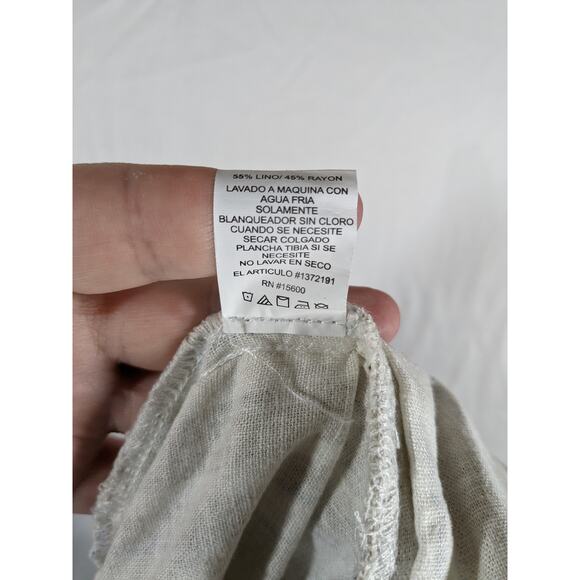 55% LINO/ 45% RAYON
LAVADO A MAQUINA CON
AGUA FRIA
SOLAMENTE
BLANQUEADOR SIN CLORO
CUANDO SE NECESITE
SECAR COLGADO
PLANCHA TIBIA SI SE
NECESITE
NO LAVAR EN SECO
EL ARTICULO #1372191
RN #15600